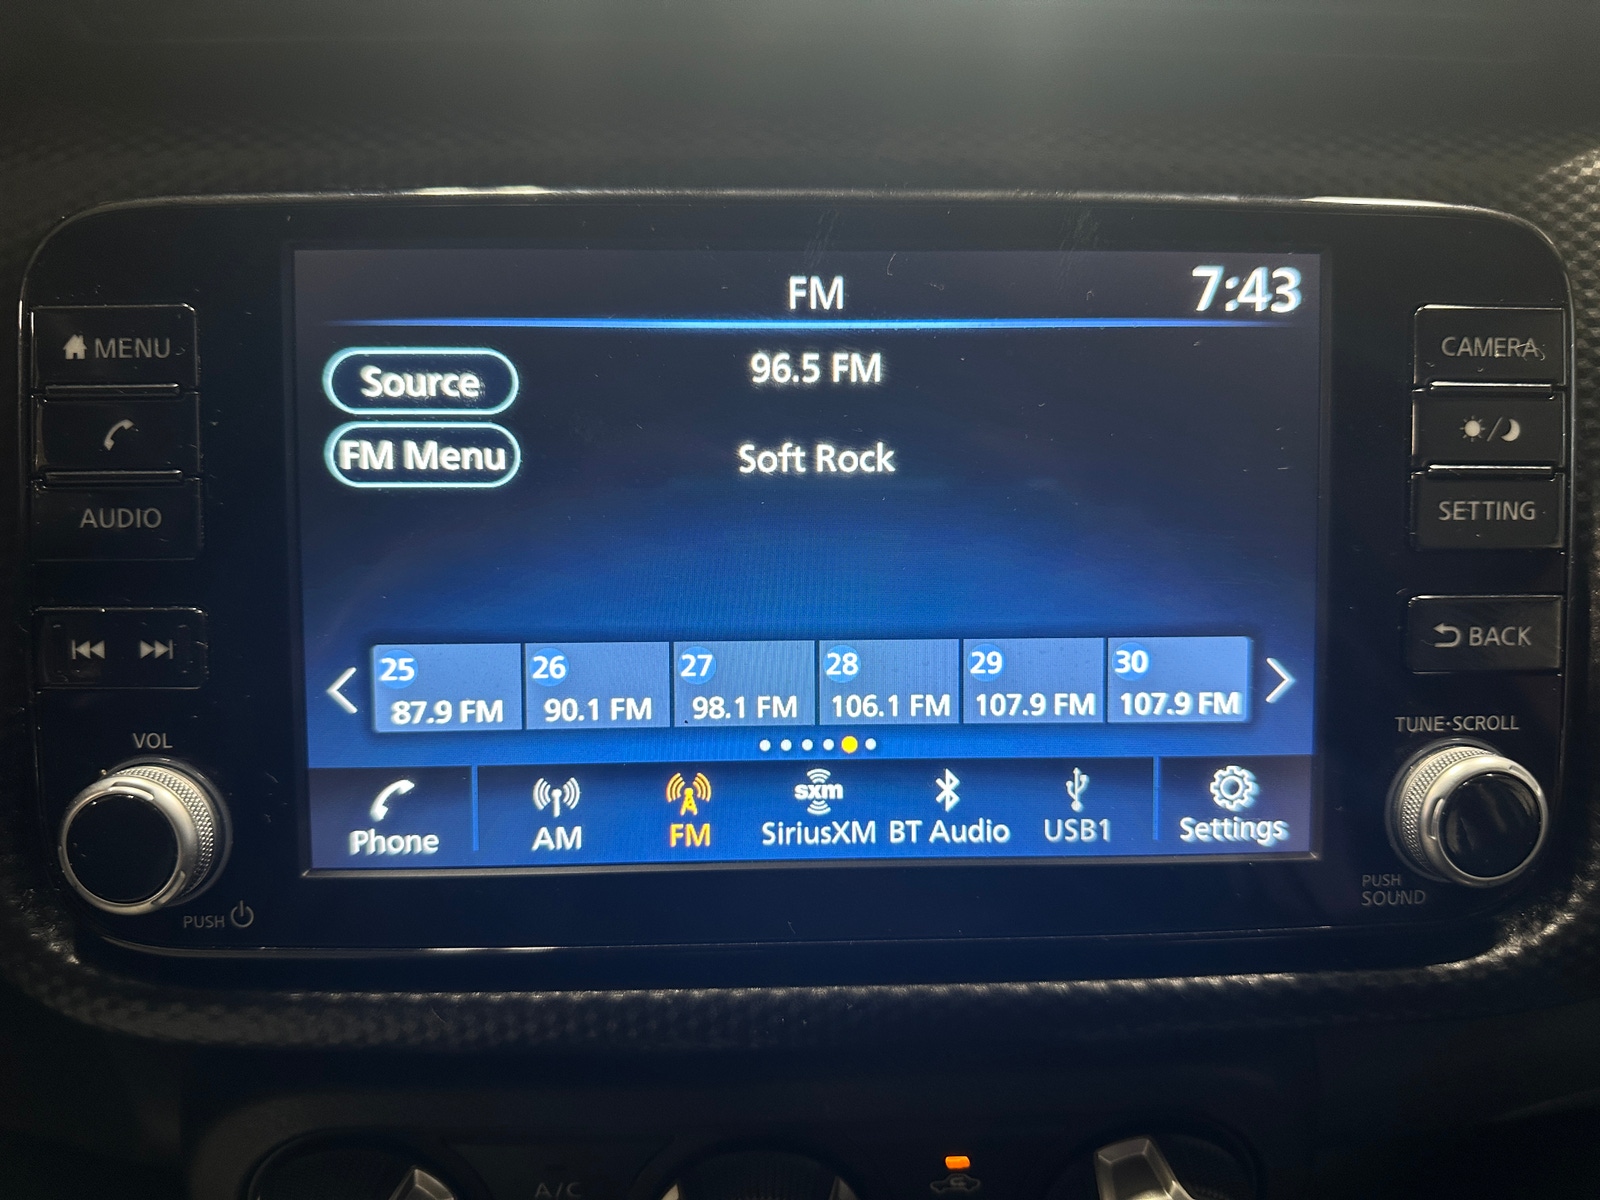 FM
7:43
MENU
CAMERA
Source
96.5 FM
FM Menu
Soft Rock
AUDIO
SETTING
BACK
25 26 27 28 29 30
87.9 FM 90.1 FM 98.1 FM 106.1 FM 107.9 FM 107.9 FM
VOL
TUNE·SCROLL
sxm
Phone AM FM SiriusXM BT Audio USB1 Settings
PUSH
PUSH
SOUND
A/C